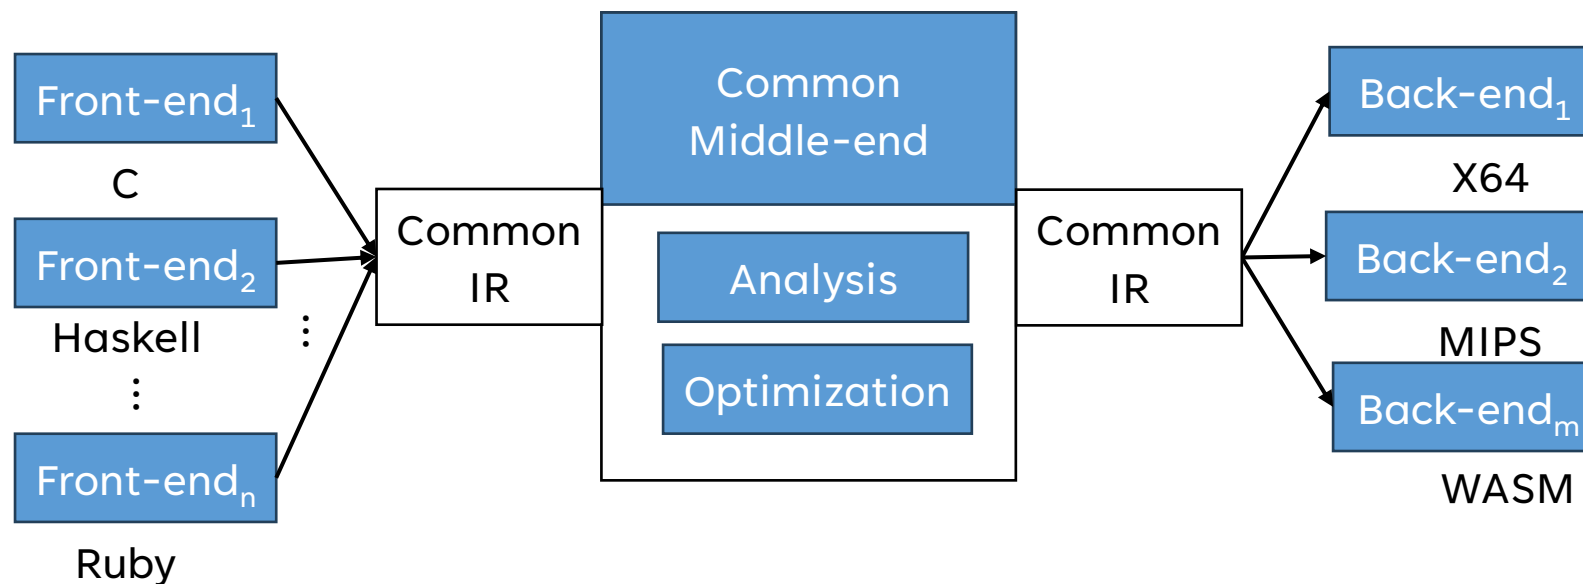 Front-end₁
C
Front-end₂
Haskell
⋮
⋮
Front-endₙ
Ruby
Common
IR
Common
Middle-end
Analysis
Optimization
Common
IR
Back-end₁
X64
Back-end₂
MIPS
Back-endₘ
WASM